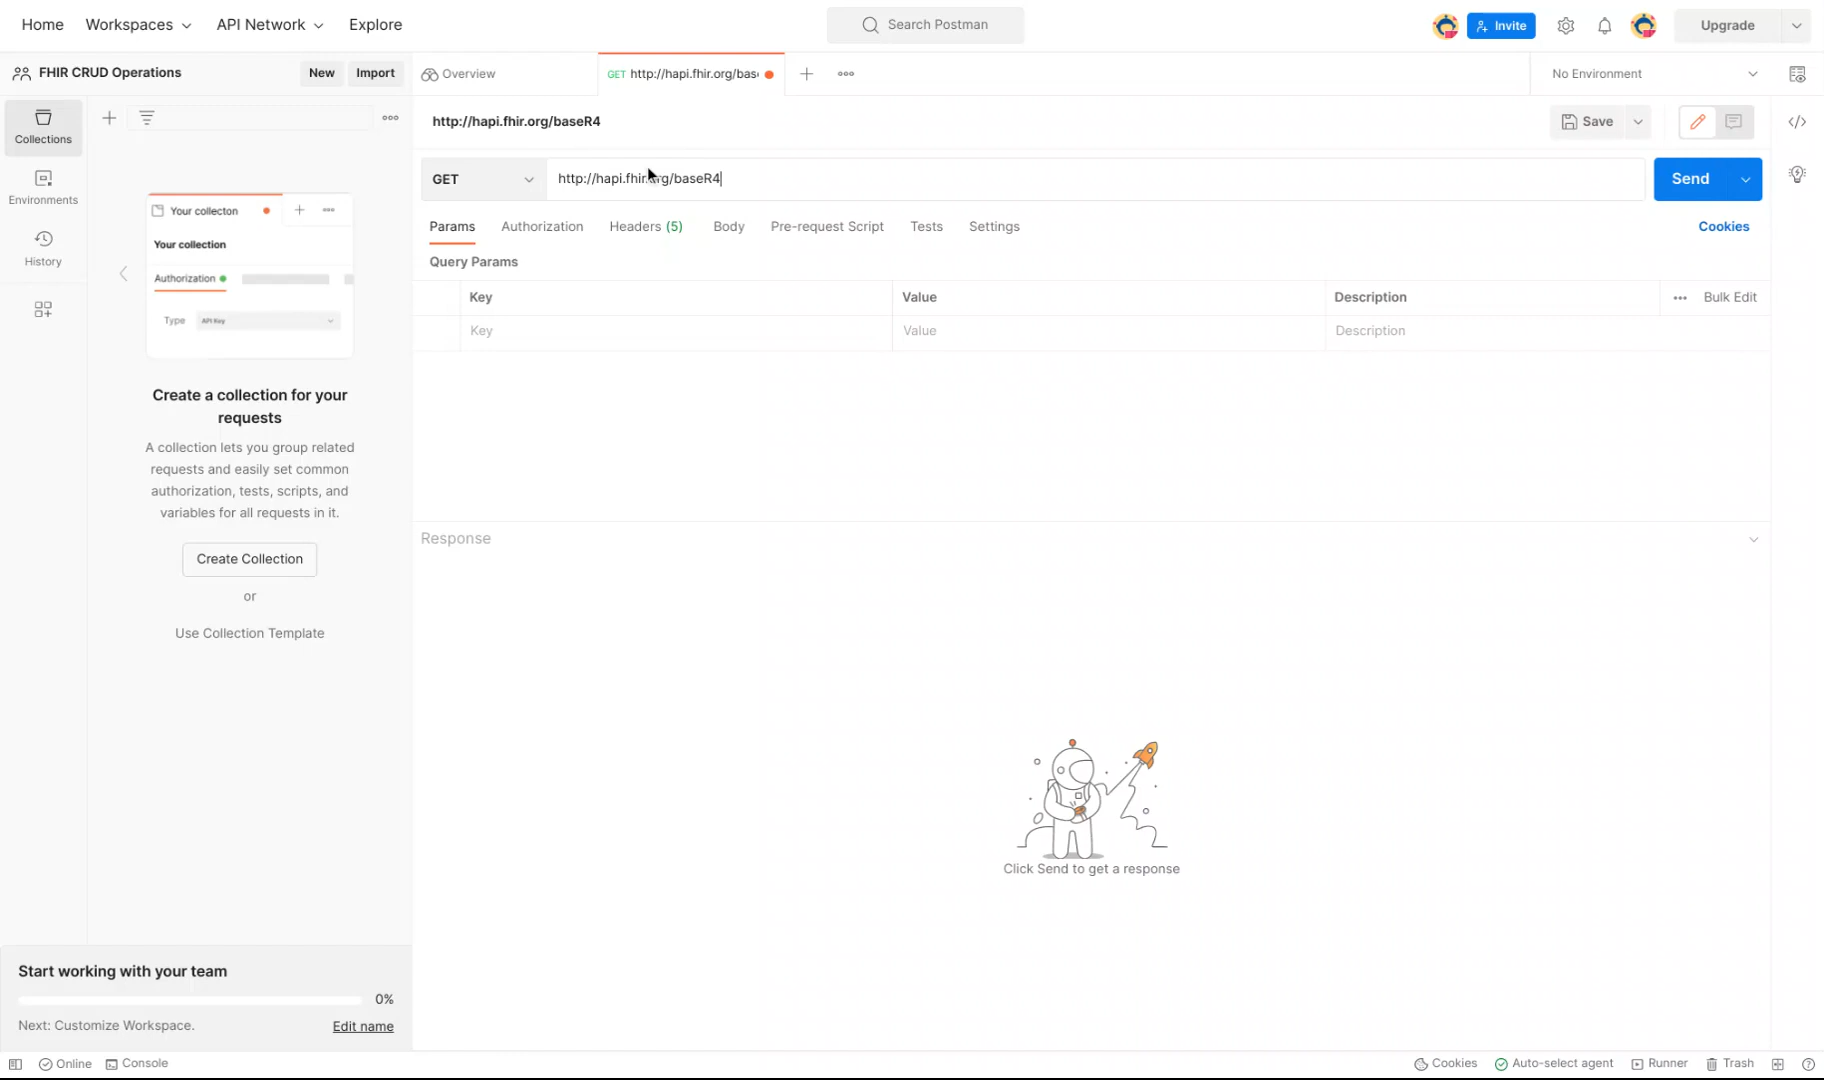 Home Workspaces API Network Explore Search Postman Invite Upgrade
FHIR CRUD Operations New Import Overview GET http://hapi.fhir.org/bas No Environment
Collections
Environments
History
Your collecton
Your collection
Authorization
Type API Key
Create a collection for your
requests
A collection lets you group related
requests and easily set common
authorization, tests, scripts, and
variables for all requests in it.
Create Collection
or
Use Collection Template
Start working with your team
0%
Next: Customize Workspace. Edit name
http://hapi.fhir.org/baseR4 Save
GET http://hapi.fhir.org/baseR4 Send
Params Authorization Headers (5) Body Pre-request Script Tests Settings Cookies
Query Params
Key Value Description Bulk Edit
Key Value Description
Response
Click Send to get a response
Online Console Cookies Auto-select agent Runner Trash